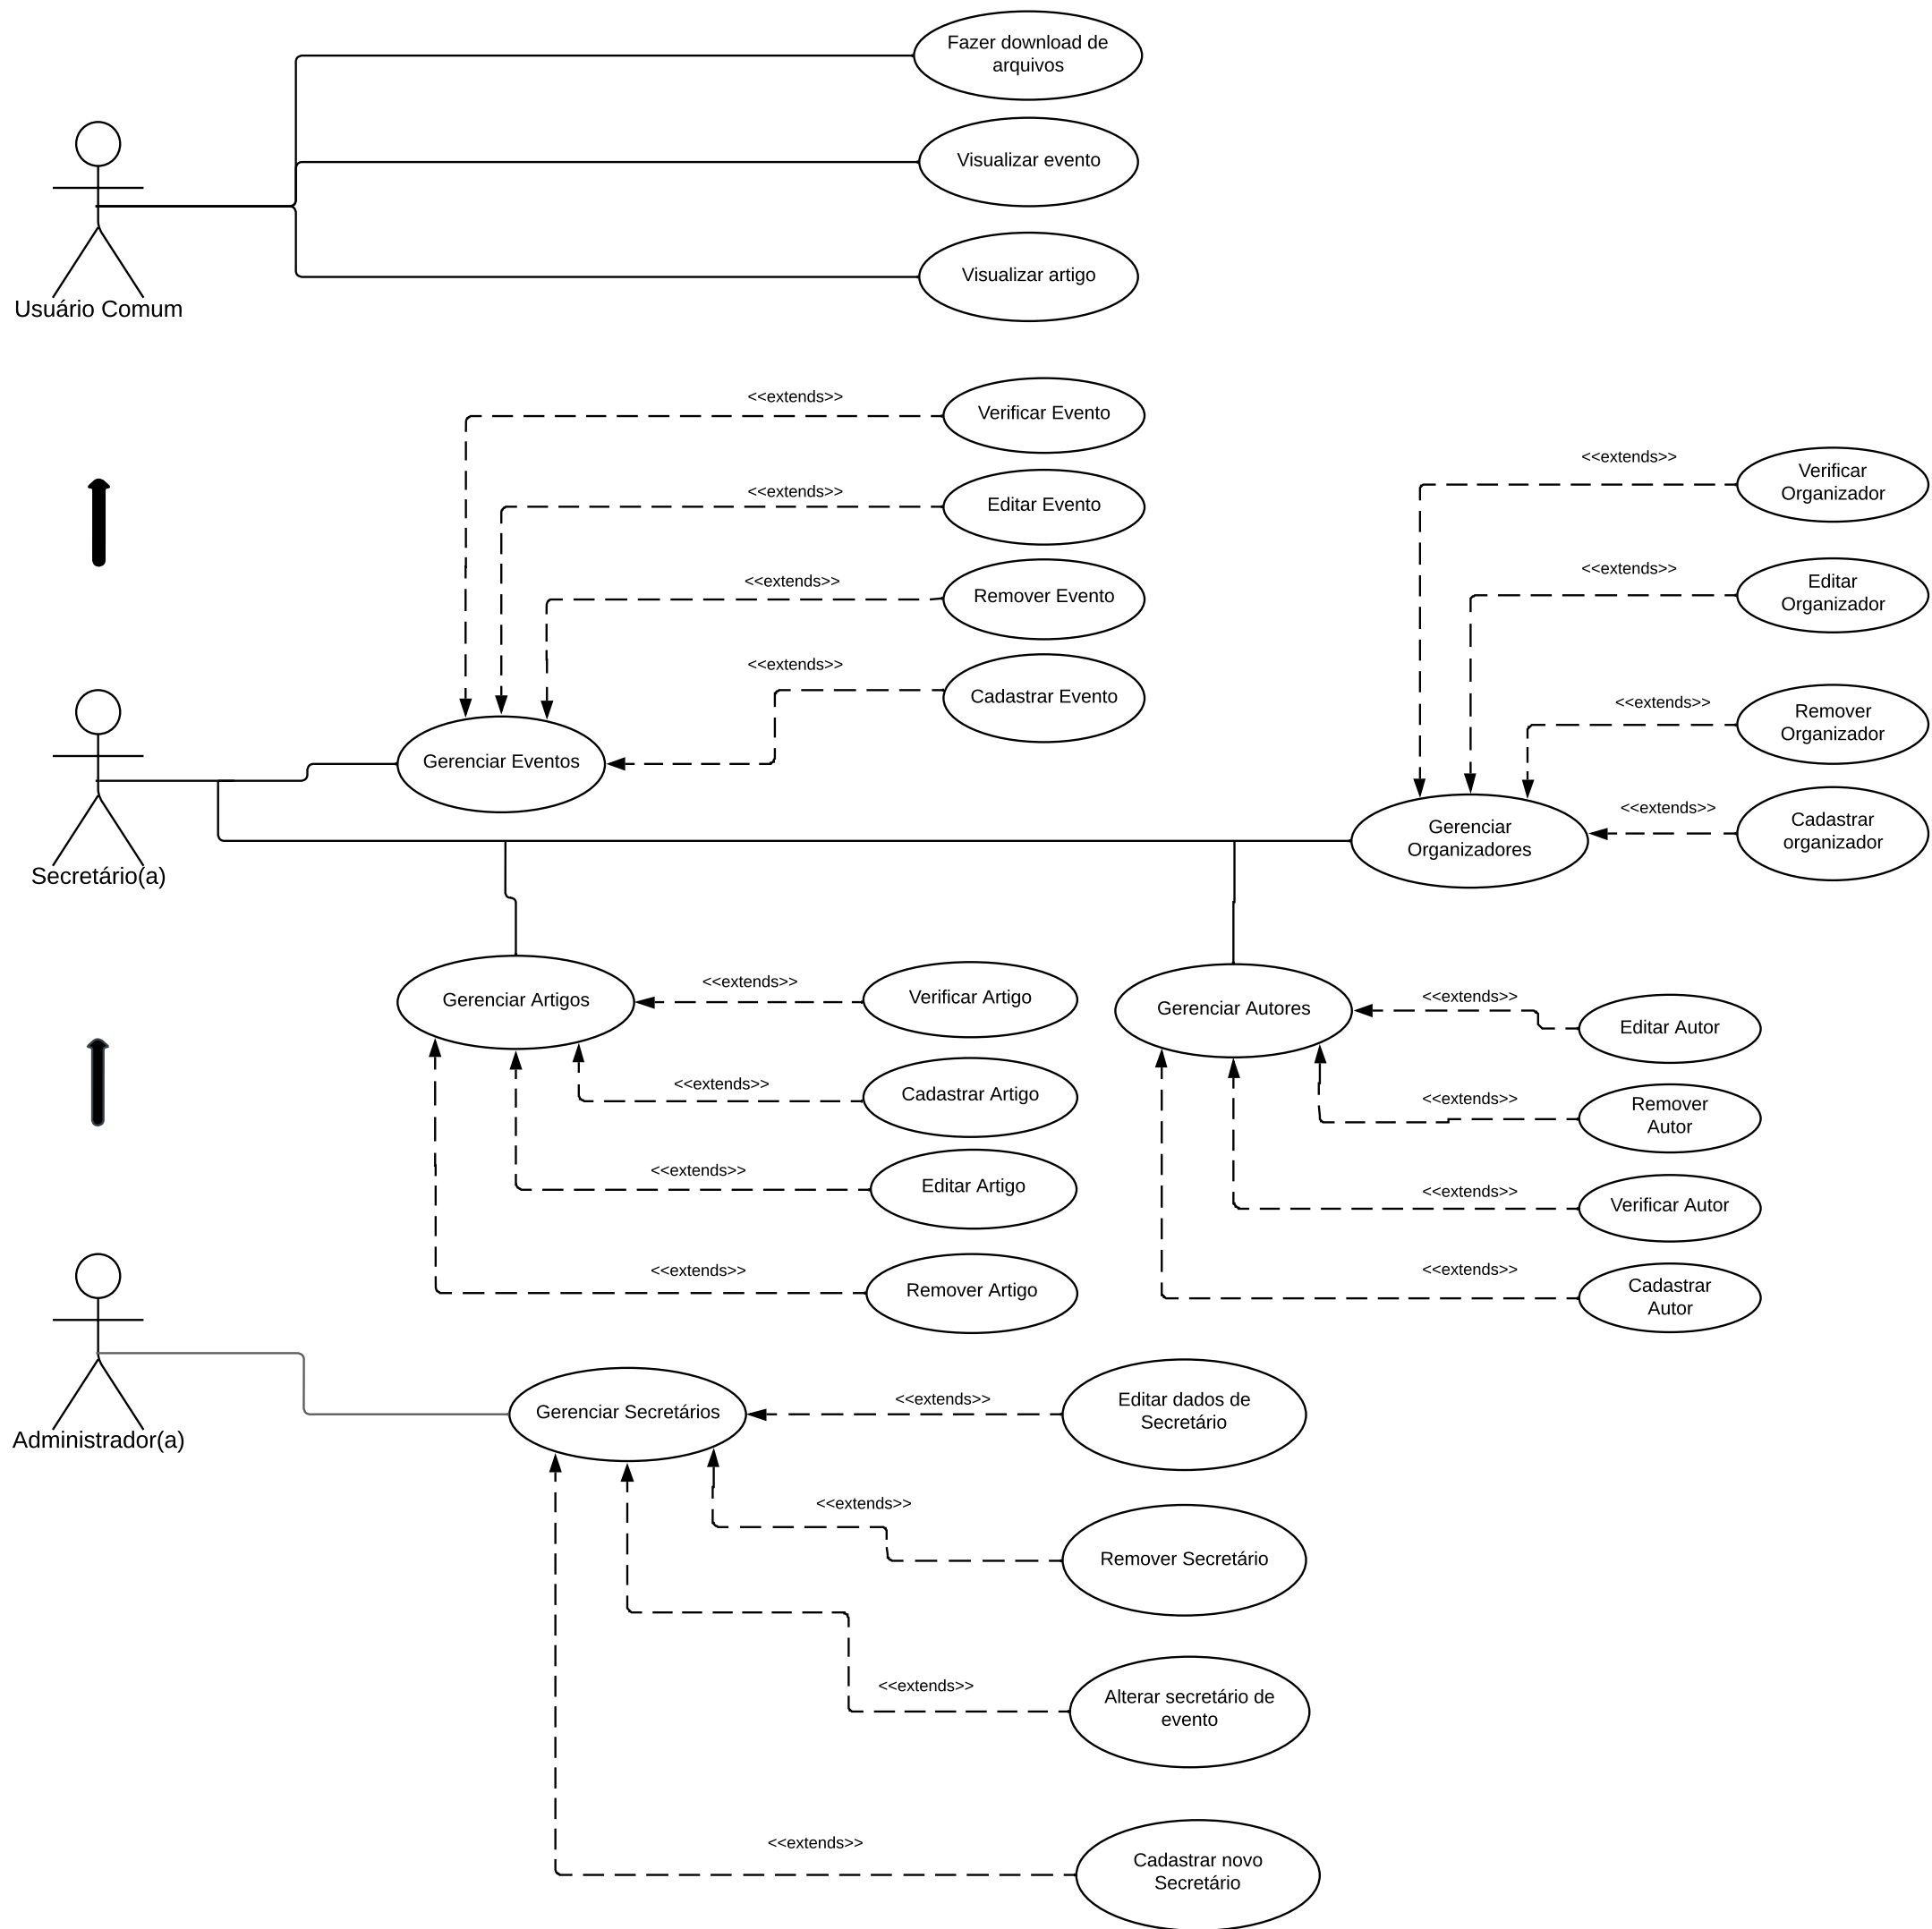 Fazer download de
arquivos
Visualizar evento
Visualizar artigo
Usuário Comum
<<extends>>
Verificar Evento
<<extends>>
Editar Evento
<<extends>>
Remover Evento
<<extends>>
Cadastrar Evento
Gerenciar Eventos
Secretário(a)
<<extends>>
Verificar
Organizador
<<extends>>
Editar
Organizador
<<extends>>
Remover
Organizador
<<extends>>
Cadastrar
organizador
Gerenciar
Organizadores
Gerenciar Artigos
<<extends>>
Verificar Artigo
<<extends>>
Cadastrar Artigo
<<extends>>
Editar Artigo
<<extends>>
Remover Artigo
Gerenciar Autores
<<extends>>
Editar Autor
<<extends>>
Remover
Autor
<<extends>>
Verificar Autor
<<extends>>
Cadastrar
Autor
Administrador(a)
Gerenciar Secretários
<<extends>>
Editar dados de
Secretário
<<extends>>
Remover Secretário
<<extends>>
Alterar secretário de
evento
<<extends>>
Cadastrar novo
Secretário